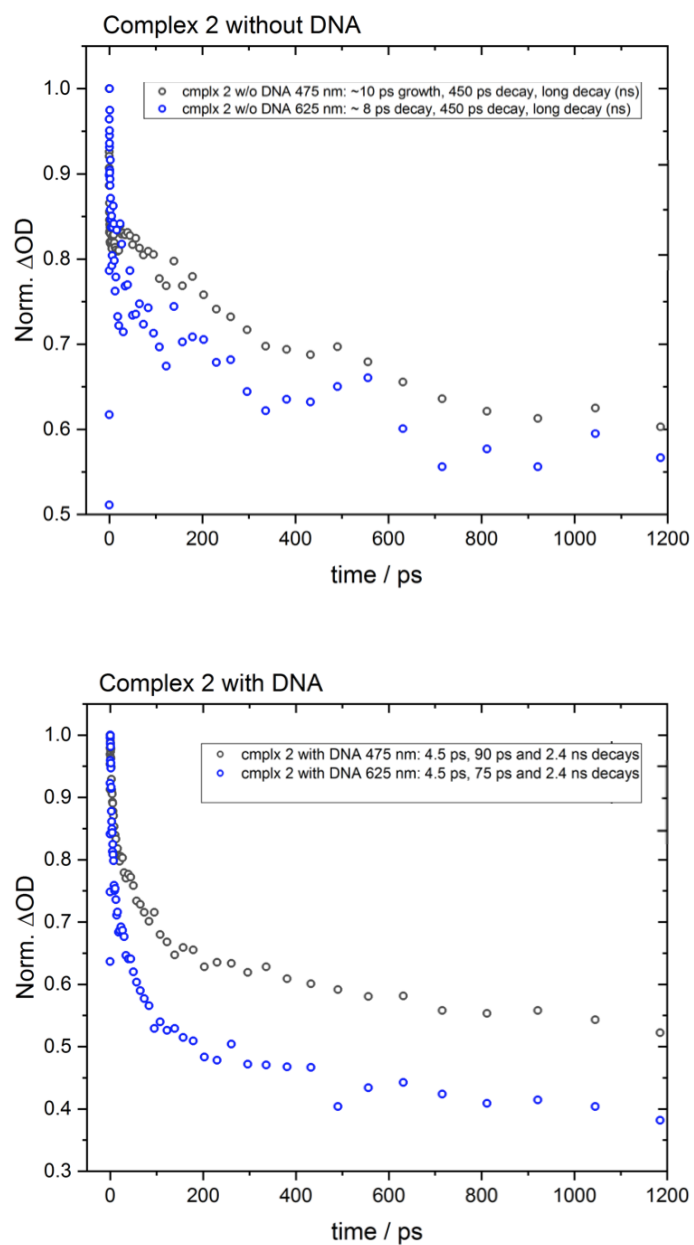 Complex 2 without DNA
cmplx 2 w/o DNA 475 nm: ~10 ps growth, 450 ps decay, long decay (ns)
cmplx 2 w/o DNA 625 nm: ~ 8 ps decay, 450 ps decay, long decay (ns)
1.0
0.9
0.8
0.7
0.6
0.5
Norm. ΔOD
0 200 400 600 800 1000 1200
time / ps
Complex 2 with DNA
cmplx 2 with DNA 475 nm: 4.5 ps, 90 ps and 2.4 ns decays
cmplx 2 with DNA 625 nm: 4.5 ps, 75 ps and 2.4 ns decays
1.0
0.9
0.8
0.7
0.6
0.5
0.4
0.3
Norm. ΔOD
0 200 400 600 800 1000 1200
time / ps